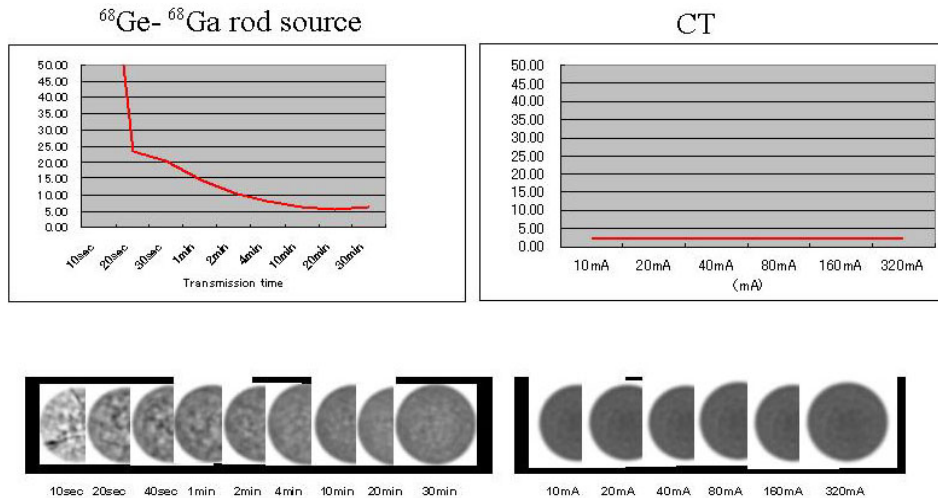 ⁶⁸Ge- ⁶⁸Ga rod source
50.00
45.00
40.00
35.00
30.00
25.00
20.00
15.00
10.00
5.00
0.00
10sec 20sec 30sec 1min 2min 4min 10min 20min 30min
Transmission time
CT
50.00
45.00
40.00
35.00
30.00
25.00
20.00
15.00
10.00
5.00
0.00
10mA 20mA 40mA 80mA 160mA 320mA
(mA)
10sec 20sec 40sec 1min 2min 4min 10min 20min 30min
10mA 20mA 40mA 80mA 160mA 320mA